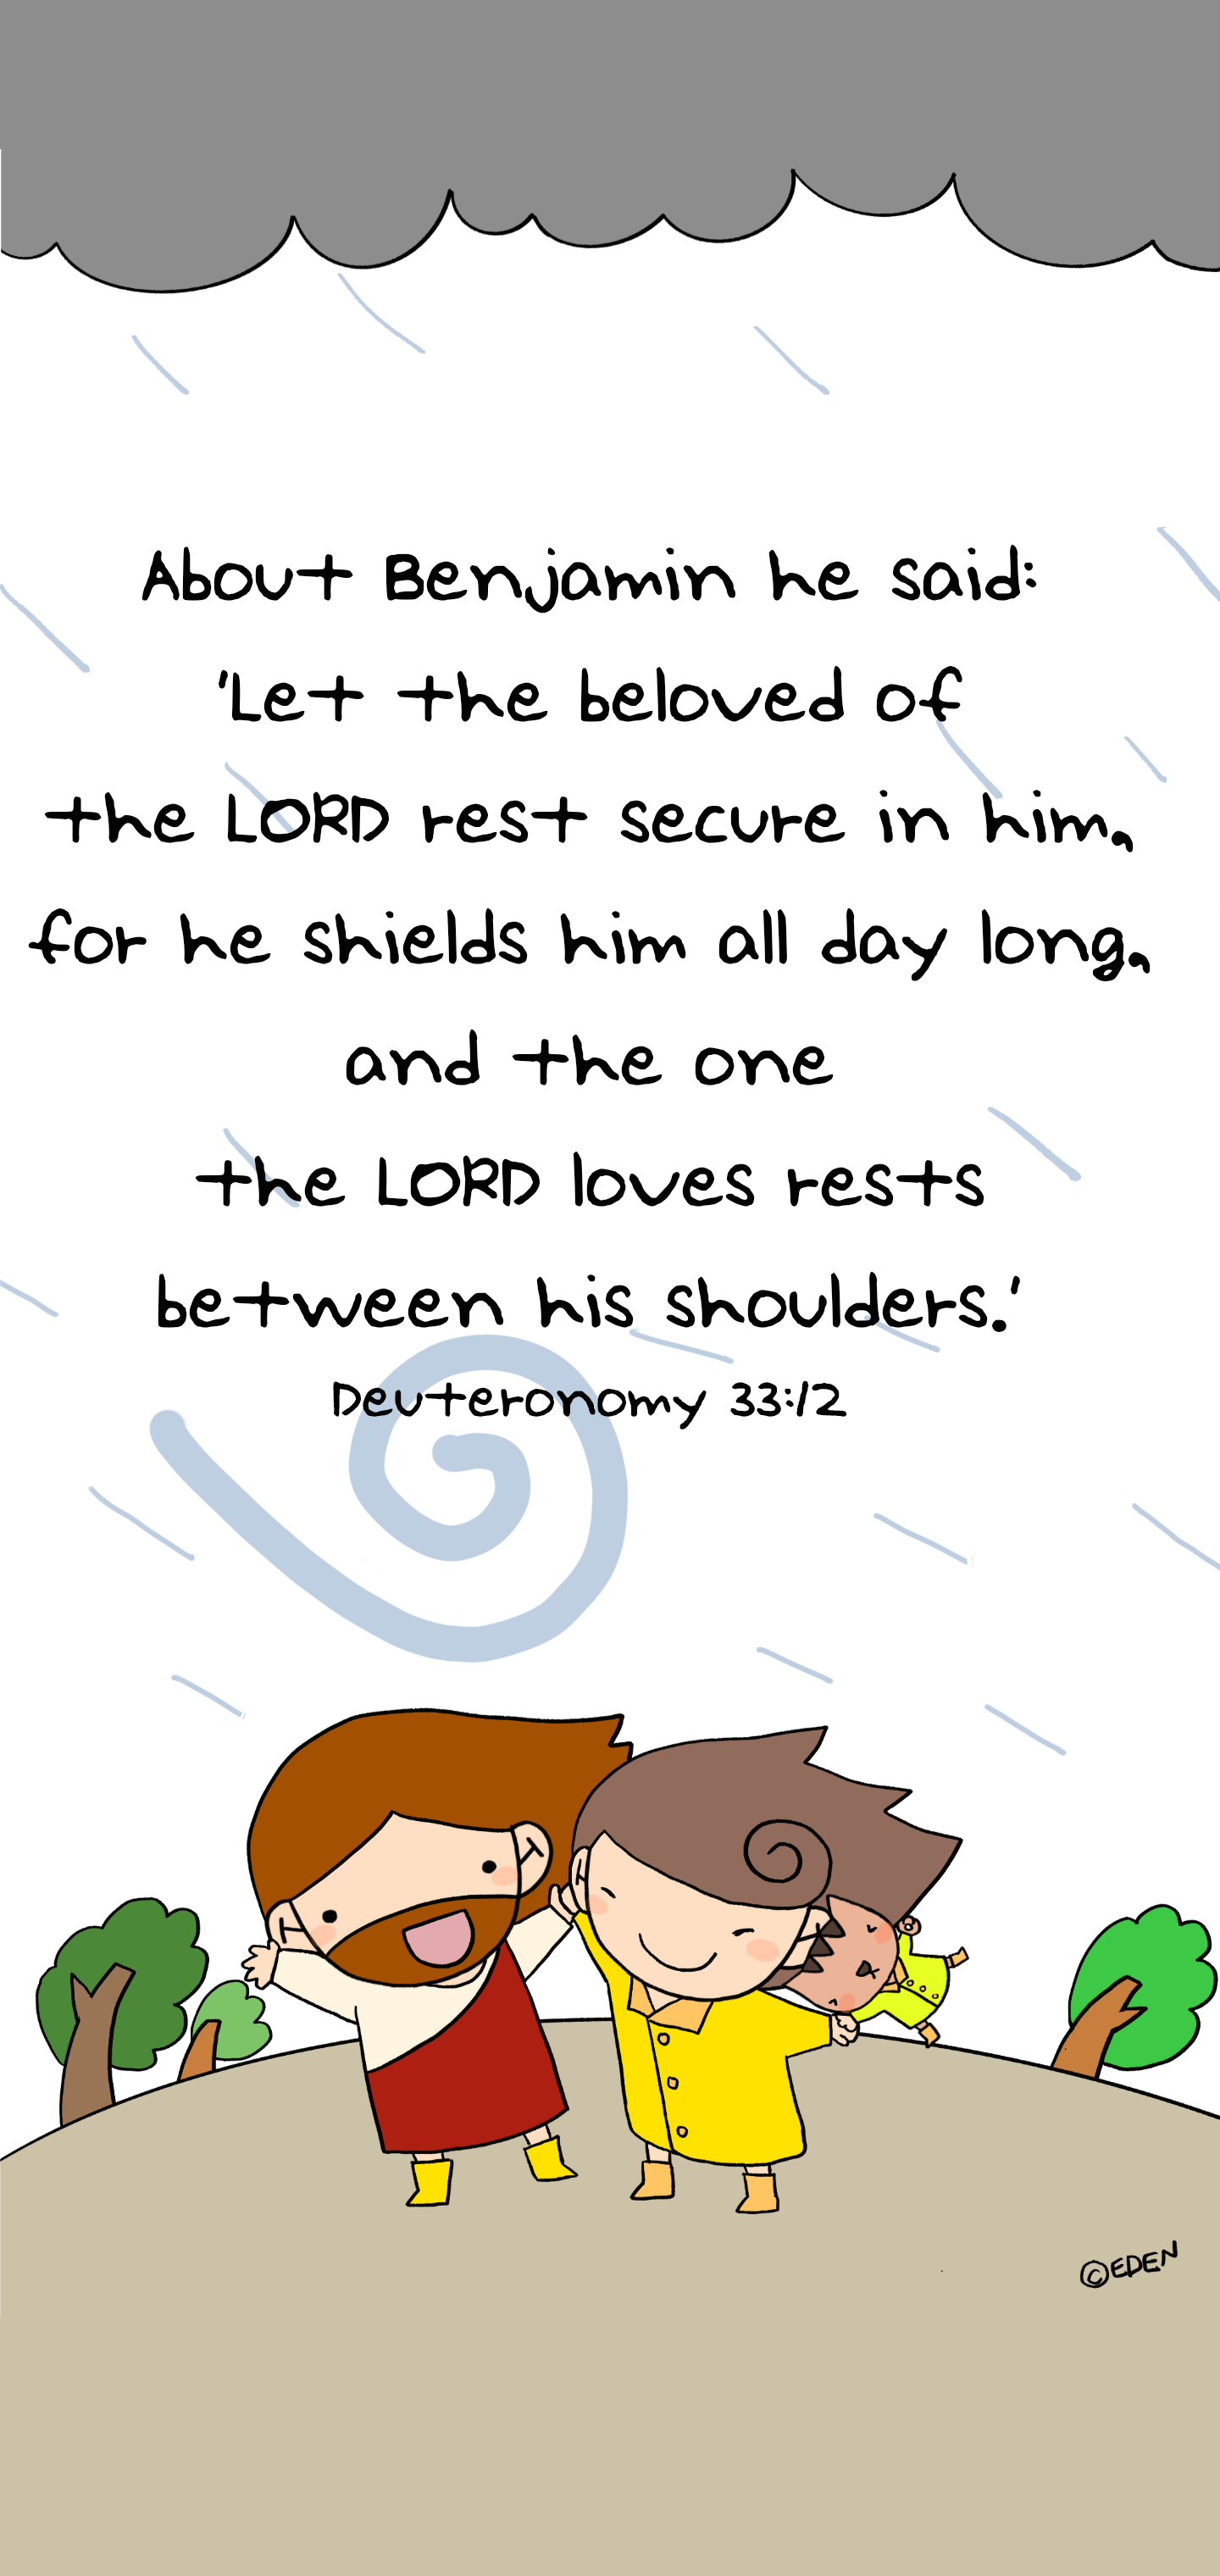 About Benjamin he said:
'Let the beloved of
the LORD rest secure in him,
for he shields him all day long,
and the one
the LORD loves rests
between his shoulders.'
Deuteronomy 33:12
©EDEN